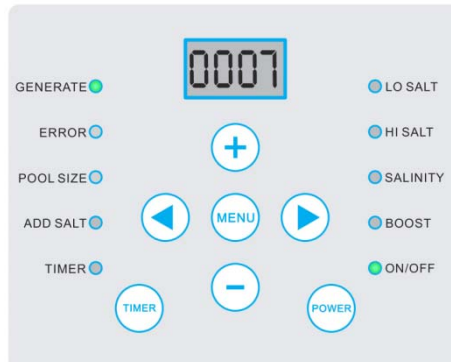 0007
GENERATE
LO SALT
ERROR
HI SALT
POOL SIZE
SALINITY
ADD SALT
MENU
BOOST
TIMER
ON/OFF
TIMER
POWER